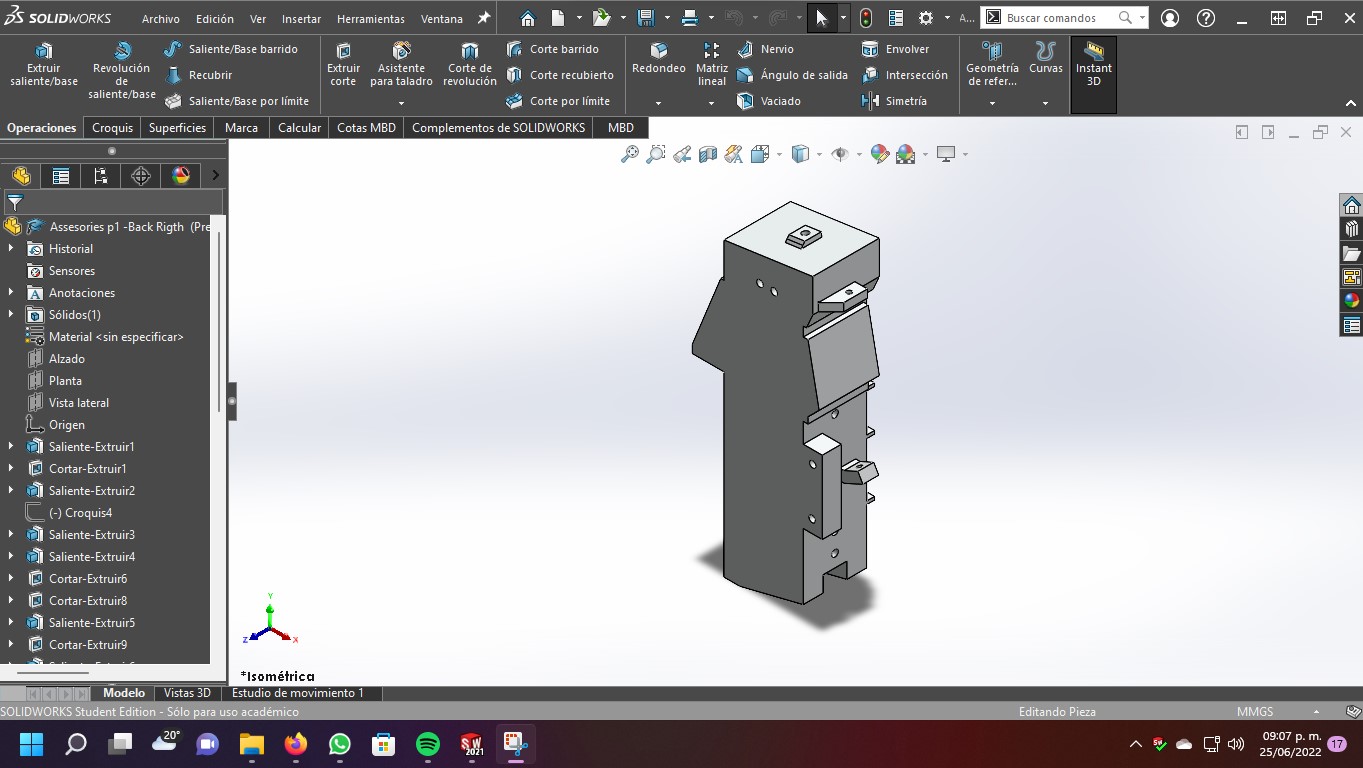 SOLIDWORKS
Archivo Edición Ver Insertar Herramientas Ventana
A... Buscar comandos
Extruir saliente/base
Revolución de saliente/base
Saliente/Base barrido
Recubrir
Saliente/Base por límite
Extruir corte
Asistente para taladro
Corte de revolución
Corte barrido
Corte recubierto
Corte por límite
Redondeo
Matriz lineal
Nervio
Ángulo de salida
Vaciado
Envolver
Intersección
Simetría
Geometría de refer...
Curvas
Instant 3D
Operaciones Croquis Superficies Marca Calcular Cotas MBD Complementos de SOLIDWORKS MBD
Assesories p1 -Back Rigth (Pre
Historial
Sensores
Anotaciones
Sólidos(1)
Material <sin especificar>
Alzado
Planta
Vista lateral
Origen
Saliente-Extruir1
Cortar-Extruir1
Saliente-Extruir2
(-) Croquis4
Saliente-Extruir3
Saliente-Extruir4
Cortar-Extruir6
Cortar-Extruir8
Saliente-Extruir5
Cortar-Extruir9
Y
Z X
*Isométrica
Modelo Vistas 3D Estudio de movimiento 1
SOLIDWORKS Student Edition - Sólo para uso académico Editando Pieza MMGS
20°
SW 2021
09:07 p. m.
25/06/2022 17